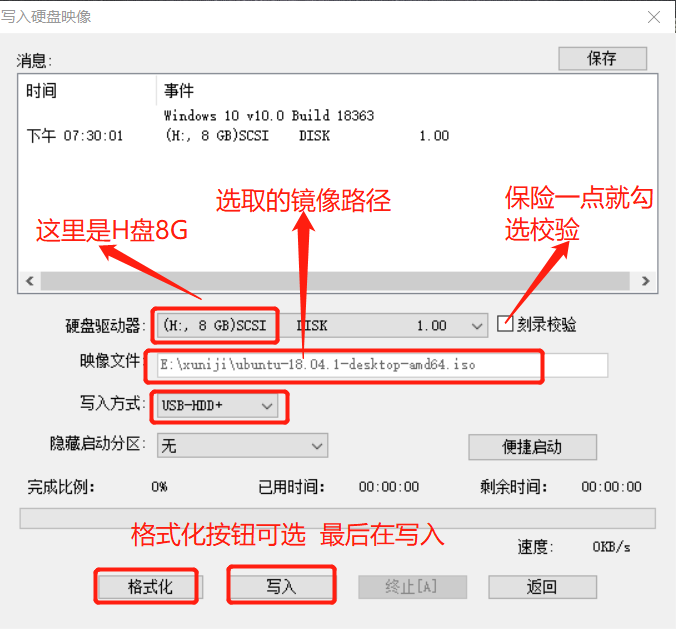 写入硬盘映像
消息:
保存
时间 事件
Windows 10 v10.0 Build 18363
下午 07:30:01 (H:, 8 GB)SCSI DISK 1.00
选取的镜像路径
保险一点就勾
选校验
这里是H盘8G
硬盘驱动器: (H:, 8 GB)SCSI DISK 1.00 刻录校验
映像文件: E:\xuniji\ubuntu-18.04.1-desktop-amd64.iso
写入方式: USB-HDD+
隐藏启动分区: 无 便捷启动
完成比例: 0% 已用时间: 00:00:00 剩余时间: 00:00:00
格式化按钮可选 最后在写入
速度: 0KB/s
格式化 写入 终止[A] 返回